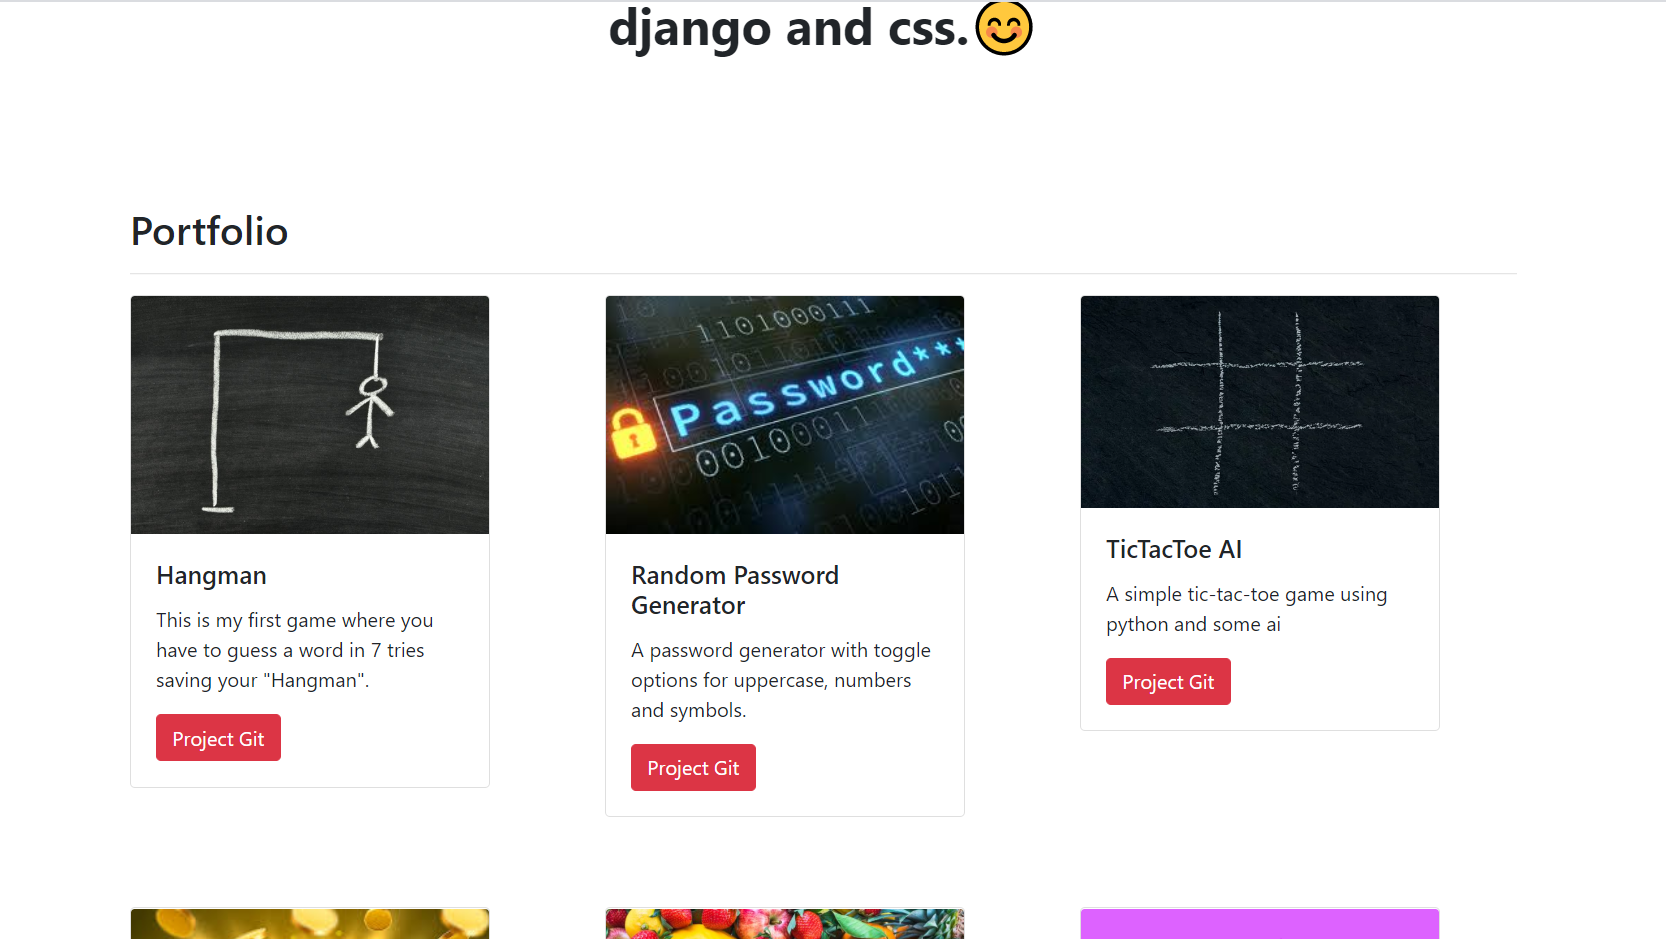 django and css.😊
Portfolio
1101000111
Password***
00100011
Hangman
This is my first game where you
have to guess a word in 7 tries
saving your "Hangman".
Project Git
Random Password
Generator
A password generator with toggle
options for uppercase, numbers
and symbols.
Project Git
TicTacToe AI
A simple tic-tac-toe game using
python and some ai
Project Git